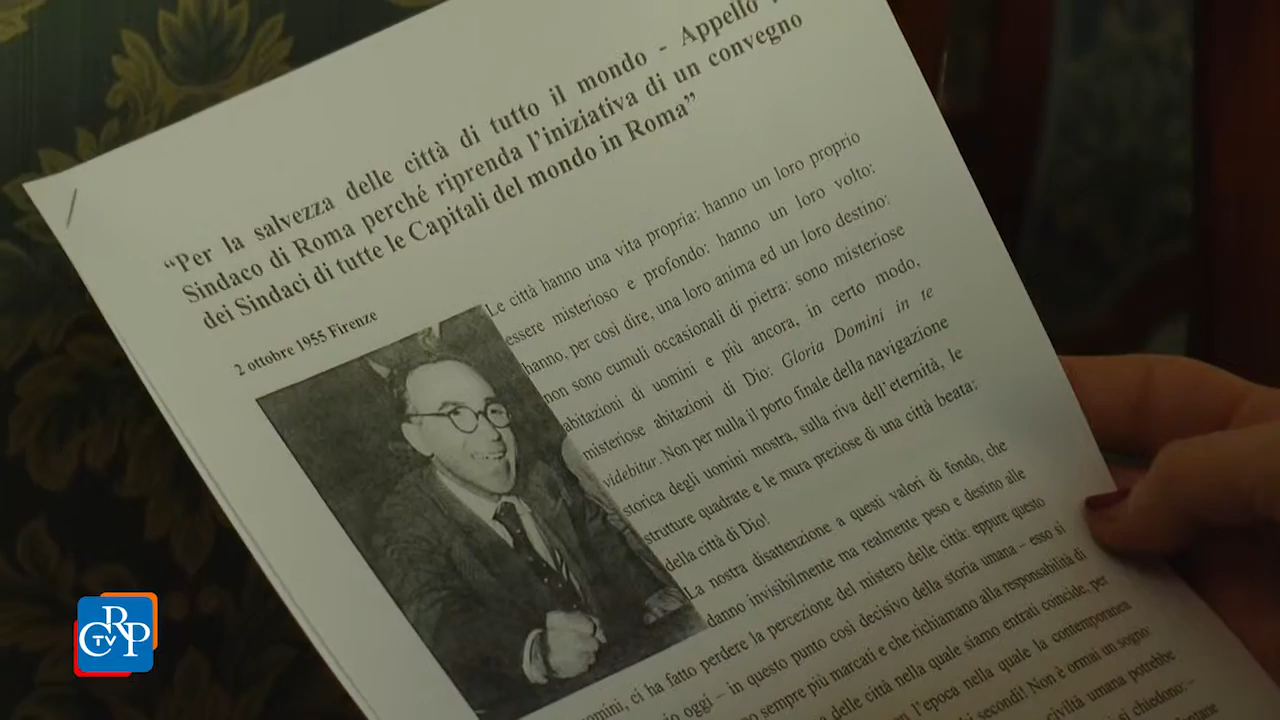 “Per la salvezza delle città di tutto il mondo - Appello
Sindaco di Roma perché riprenda l’iniziativa di un convegno
dei Sindaci di tutte le Capitali del mondo in Roma”
2 ottobre 1955 Firenze
Le città hanno una vita propria: hanno un loro proprio
essere misterioso e profondo: hanno un loro volto:
hanno, per così dire, una loro anima ed un loro destino:
non sono cumuli occasionali di pietra: sono misteriose
abitazioni di uomini e più ancora, in certo modo,
misteriose abitazioni di Dio: Gloria Domini in te
videbitur. Non per nulla il porto finale della navigazione
storica degli uomini mostra, sulla riva dell’eternità, le
strutture quadrate e le mura preziose di una città beata:
della città di Dio!
La nostra disattenzione a questi valori di fondo, che
danno invisibilmente ma realmente peso e destino alle
omini, ci ha fatto perdere la percezione del mistero delle città: eppure questo
oggi – in questo punto così decisivo della storia umana – esso si
sempre più marcati e che richiamano alla responsabilità di
delle città nella quale siamo entrati coincide, per
l’epoca nella quale la contemporanea
secondi! Non è ormai un sogno:
civiltà umana potrebbe
si chiedono: –
CRP
TV